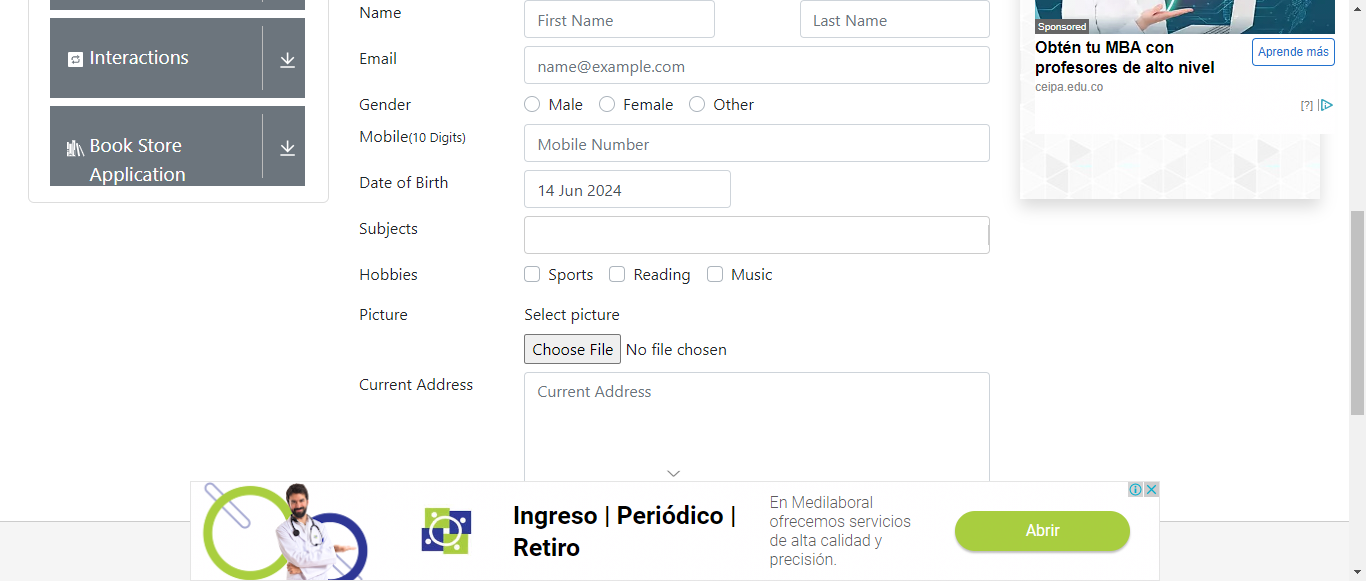 Interactions
Book Store
Application
Name
First Name
Last Name
Email
name@example.com
Gender
Male
Female
Other
Mobile(10 Digits)
Mobile Number
Date of Birth
14 Jun 2024
Subjects
Hobbies
Sports
Reading
Music
Picture
Select picture
Choose File No file chosen
Current Address
Current Address
Sponsored
Obtén tu MBA con
profesores de alto nivel
Aprende más
ceipa.edu.co
[?]
Ingreso | Periódico |
Retiro
En Medilaboral
ofrecemos servicios
de alta calidad y
precisión.
Abrir